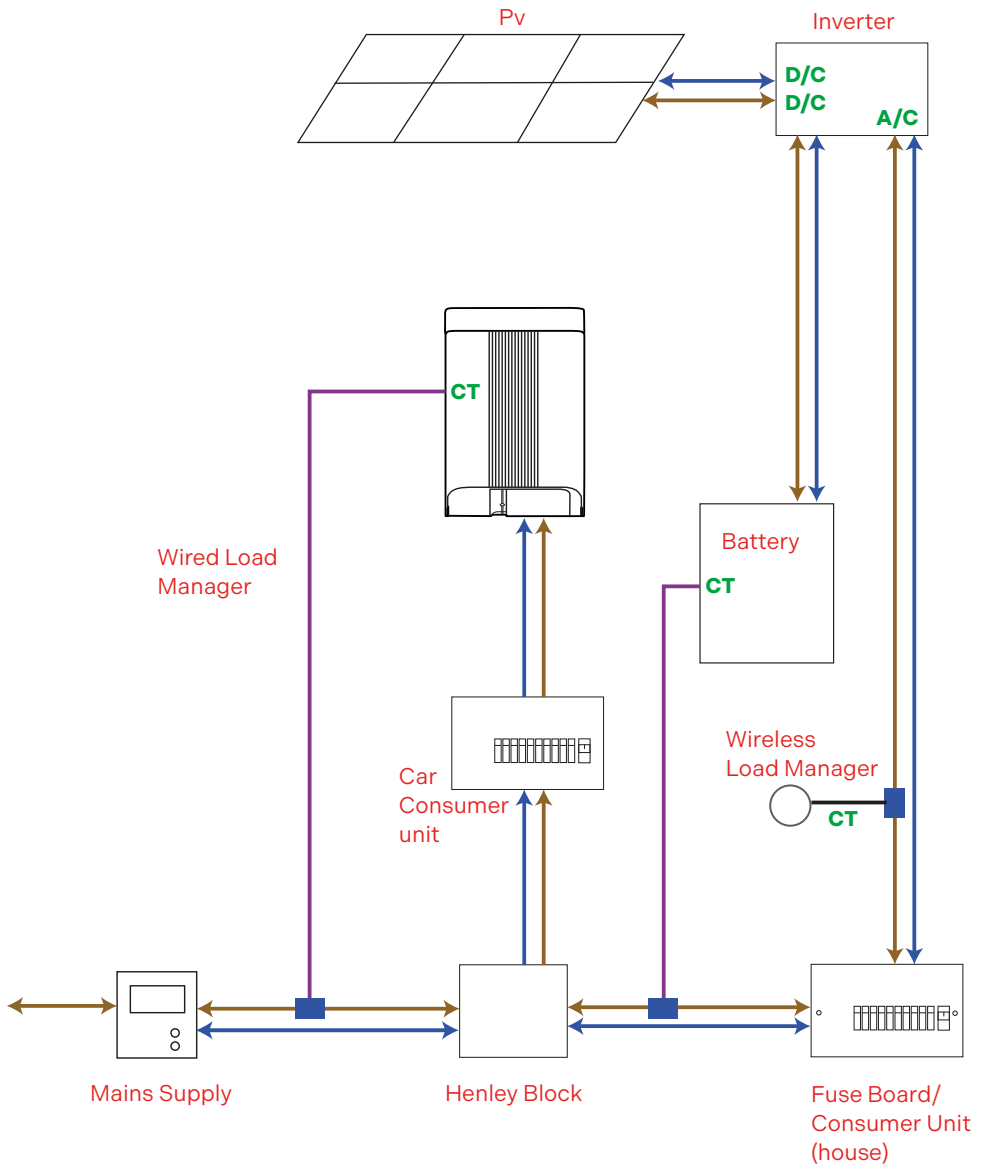 Pv
Inverter
D/C
D/C
A/C
CT
Battery
CT
Wired Load
Manager
Wireless
Load Manager
CT
Car
Consumer
unit
Mains Supply
Henley Block
Fuse Board/
Consumer Unit
(house)